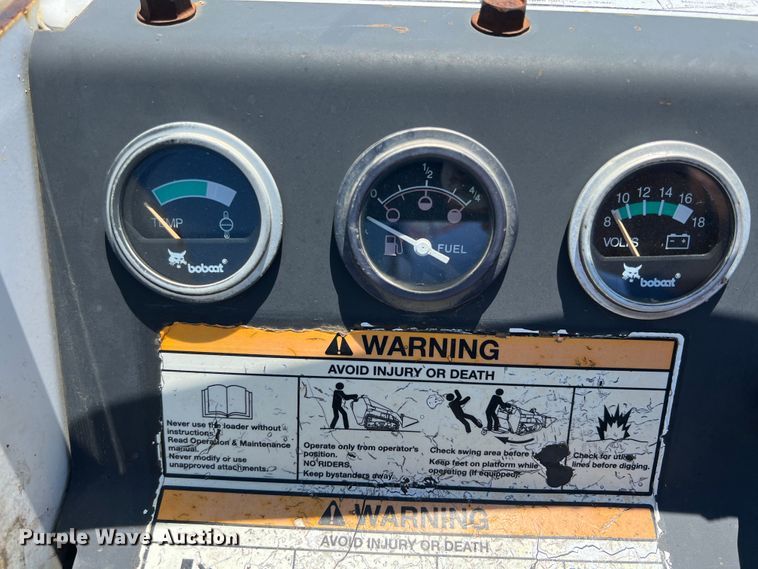 TEMP
bobcat
0 1/2 4/4
FUEL
8 10 12 14 16 18
VOLTS
bobcat
WARNING
AVOID INJURY OR DEATH
Never use the loader without
instructions.
Read Operation & Maintenance
manual.
Never modify or use
unapproved attachments.
Operate only from operator's
position.
NO RIDERS.
Keep bystanders away.
Check swing area before
Keep feet on platform while
operating (if equipped).
Check for
lines before digging.
WARNING
AVOID INJURY OR DEATH
Purple Wave Auction